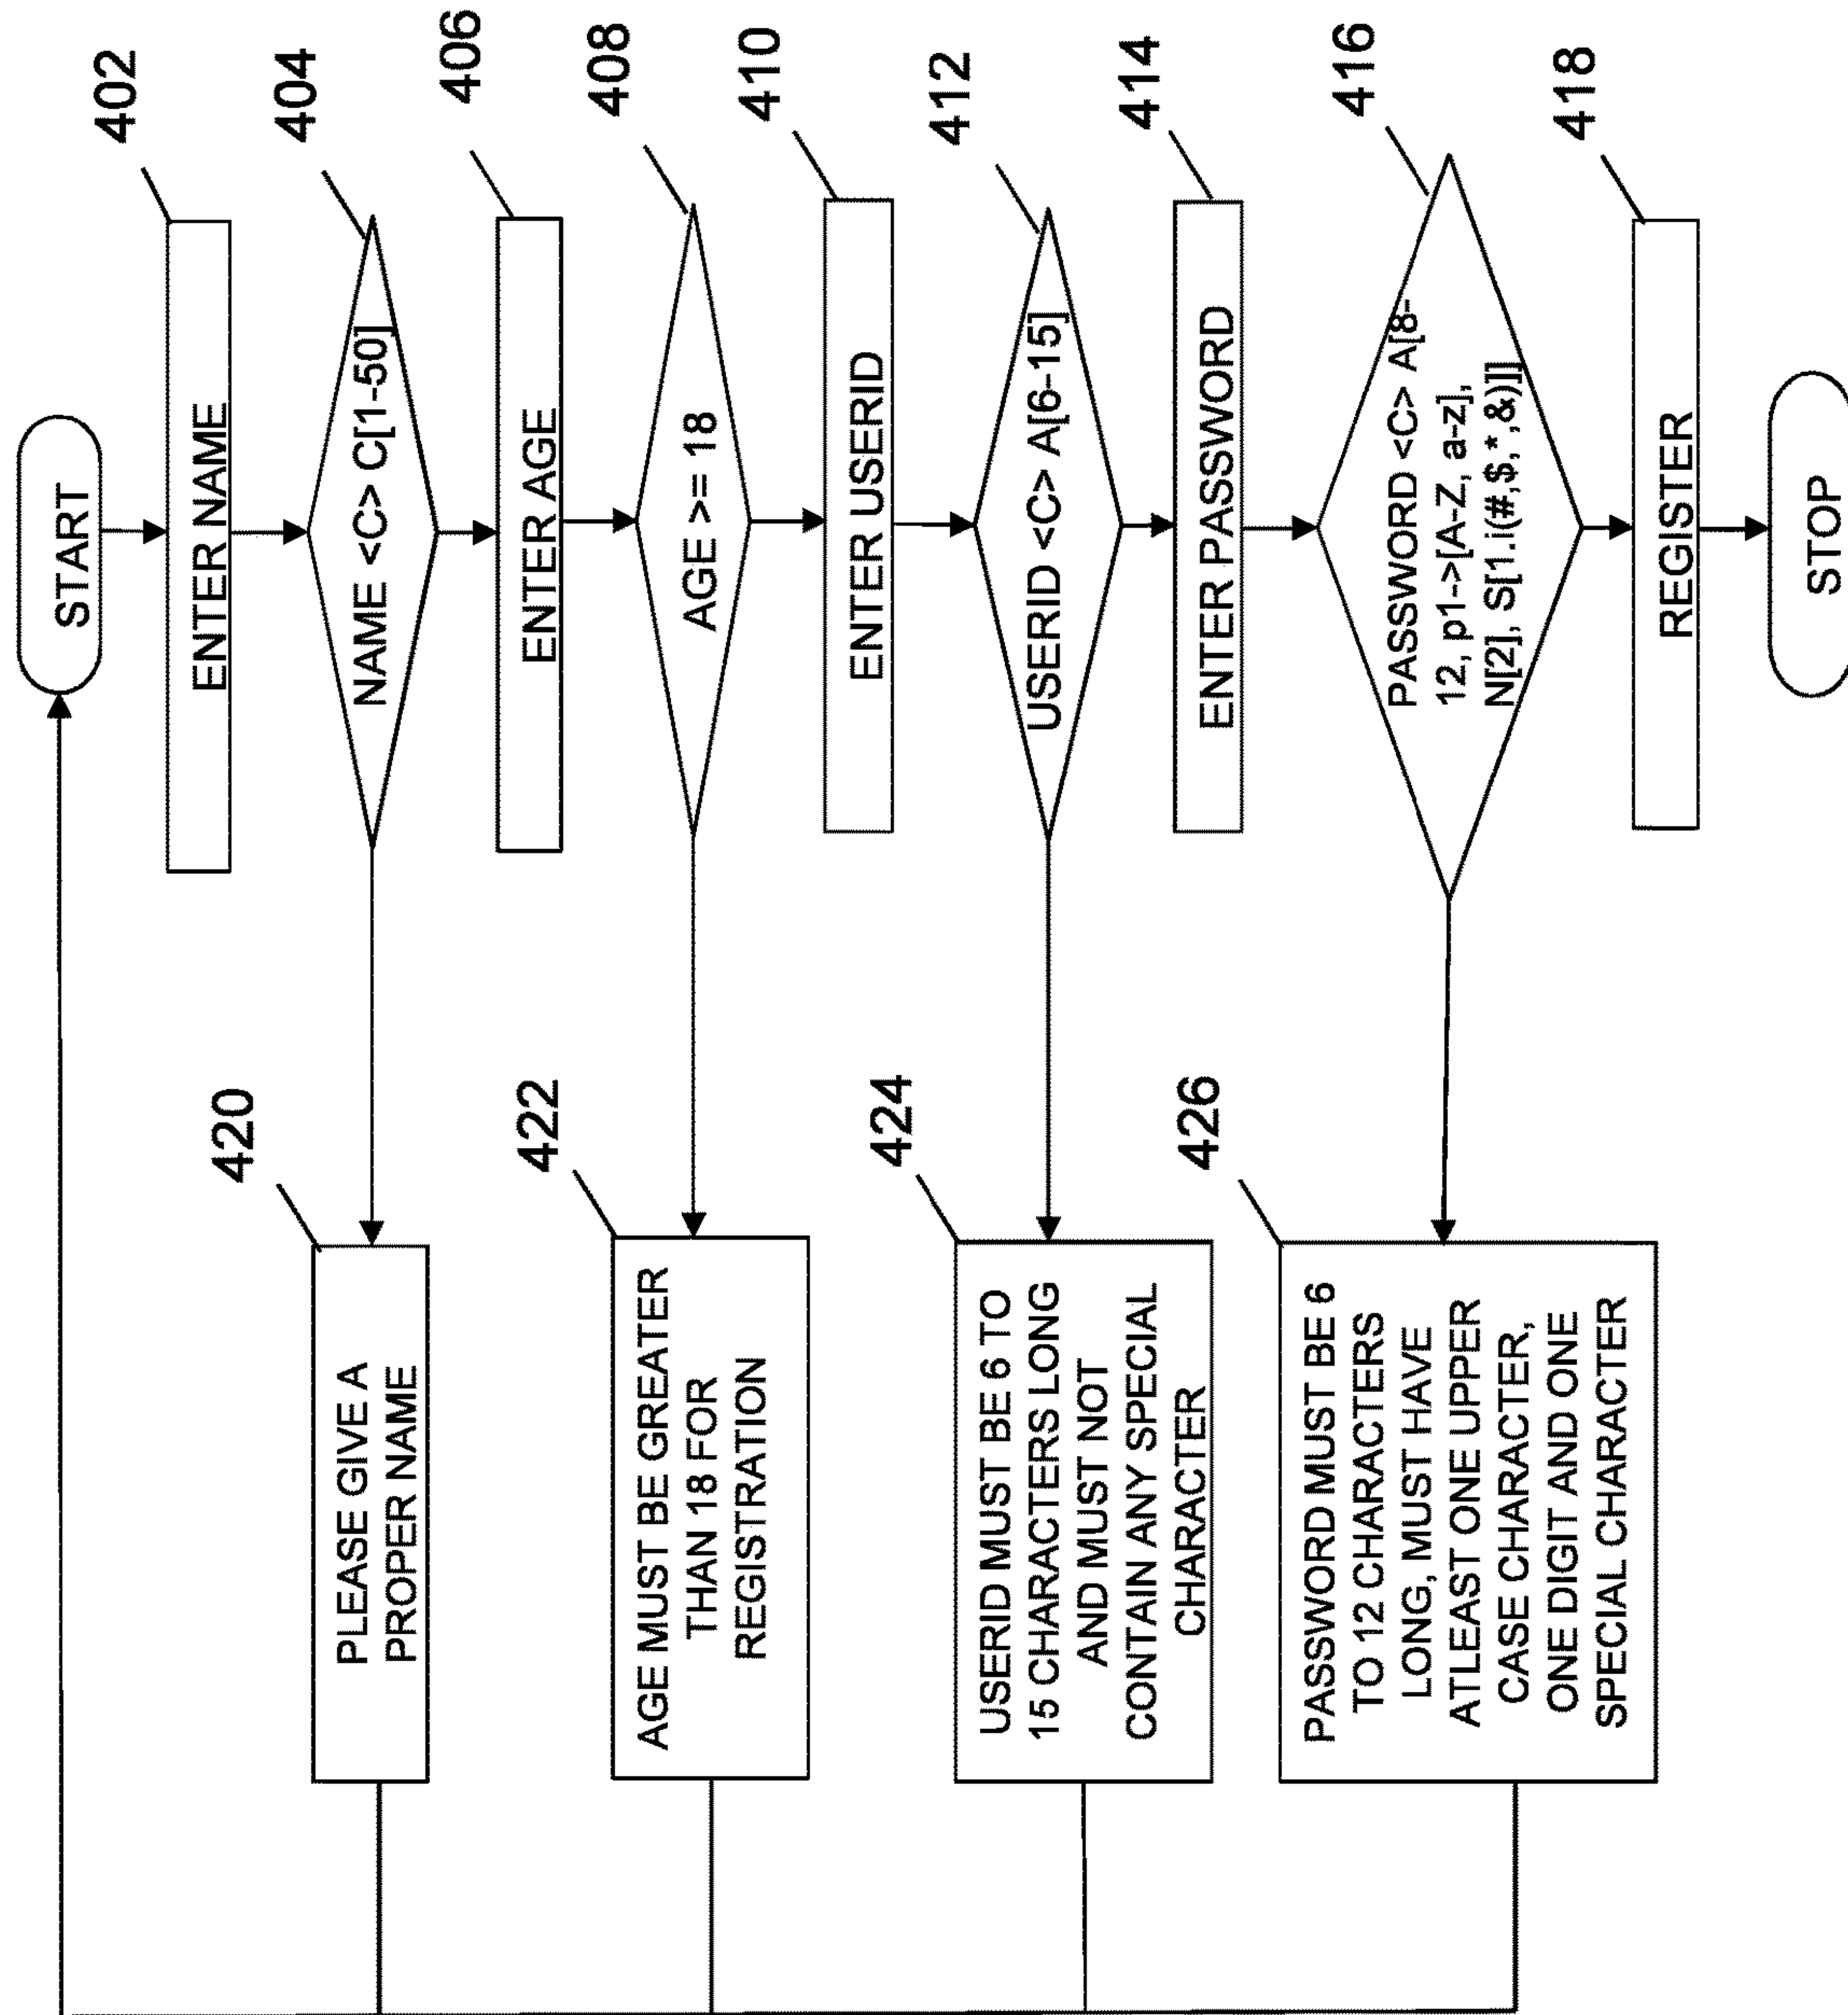 START
402
ENTER NAME
404
NAME <C> C[1-50]
406
ENTER AGE
408
AGE >= 18
410
ENTER USERID
412
USERID <C> A[6-15]
414
ENTER PASSWORD
416
PASSWORD <C> A[8-
12, p1->[A-Z, a-z],
N[2], S[1.i(#,$,*,&)]]
418
REGISTER
STOP
420
PLEASE GIVE A
PROPER NAME
422
AGE MUST BE GREATER
THAN 18 FOR
REGISTRATION
424
USERID MUST BE 6 TO
15 CHARACTERS LONG
AND MUST NOT
CONTAIN ANY SPECIAL
CHARACTER
426
PASSWORD MUST BE 6
TO 12 CHARACTERS
LONG, MUST HAVE
ATLEAST ONE UPPER
CASE CHARACTER,
ONE DIGIT AND ONE
SPECIAL CHARACTER